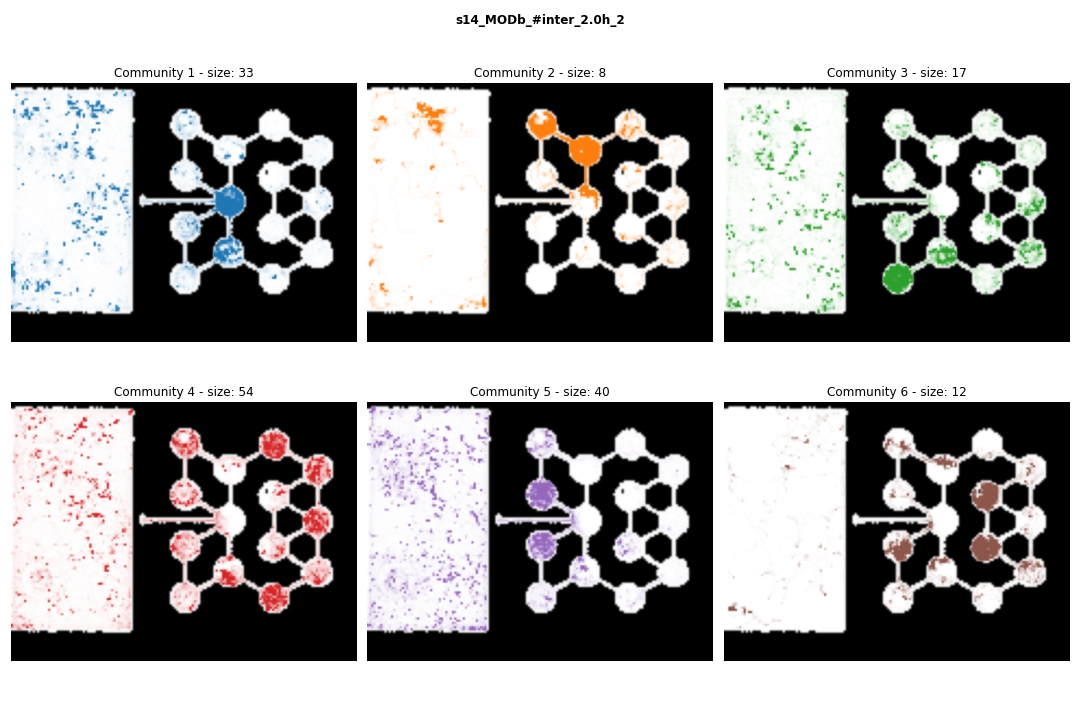 s14_MODb_#inter_2.0h_2
Community 1 - size: 33
Community 2 - size: 8
Community 3 - size: 17
Community 4 - size: 54
Community 5 - size: 40
Community 6 - size: 12